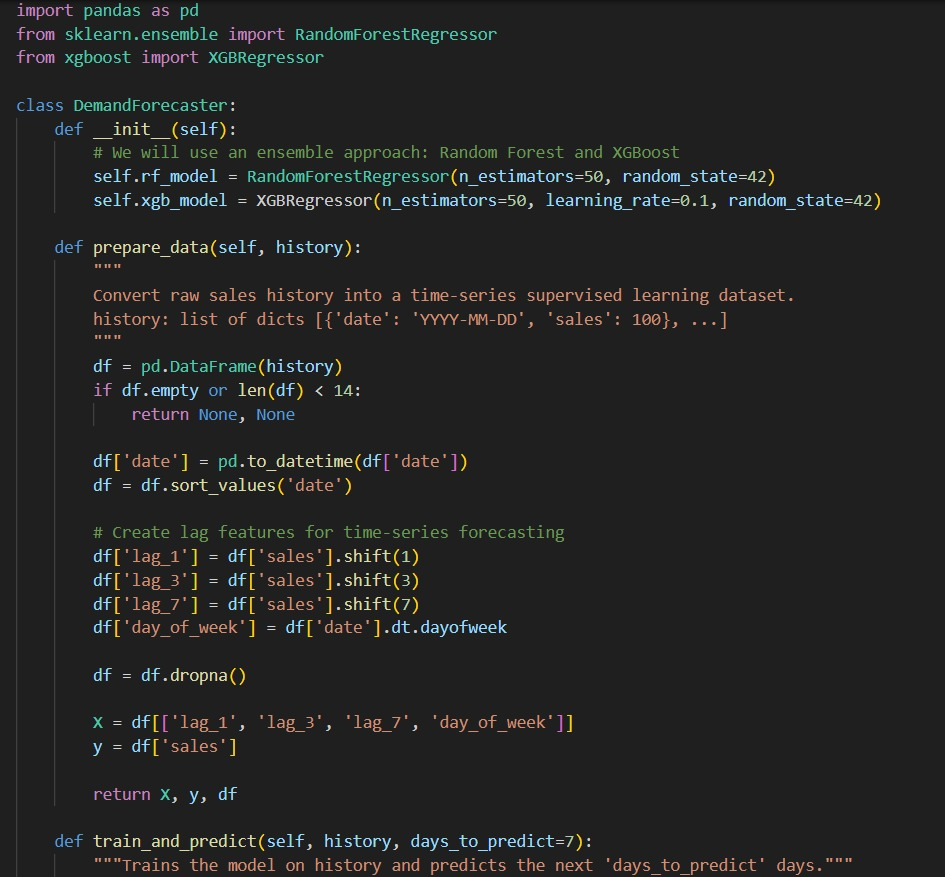 import pandas as pd
from sklearn.ensemble import RandomForestRegressor
from xgboost import XGBRegressor

class DemandForecaster:
    def __init__(self):
        # We will use an ensemble approach: Random Forest and XGBoost
        self.rf_model = RandomForestRegressor(n_estimators=50, random_state=42)
        self.xgb_model = XGBRegressor(n_estimators=50, learning_rate=0.1, random_state=42)

    def prepare_data(self, history):
        """
        Convert raw sales history into a time-series supervised learning dataset.
        history: list of dicts [{'date': 'YYYY-MM-DD', 'sales': 100}, ...]
        """
        df = pd.DataFrame(history)
        if df.empty or len(df) < 14:
            return None, None

        df['date'] = pd.to_datetime(df['date'])
        df = df.sort_values('date')

        # Create lag features for time-series forecasting
        df['lag_1'] = df['sales'].shift(1)
        df['lag_3'] = df['sales'].shift(3)
        df['lag_7'] = df['sales'].shift(7)
        df['day_of_week'] = df['date'].dt.dayofweek

        df = df.dropna()

        X = df[['lag_1', 'lag_3', 'lag_7', 'day_of_week']]
        y = df['sales']

        return X, y, df

    def train_and_predict(self, history, days_to_predict=7):
        """Trains the model on history and predicts the next 'days_to_predict' days."""